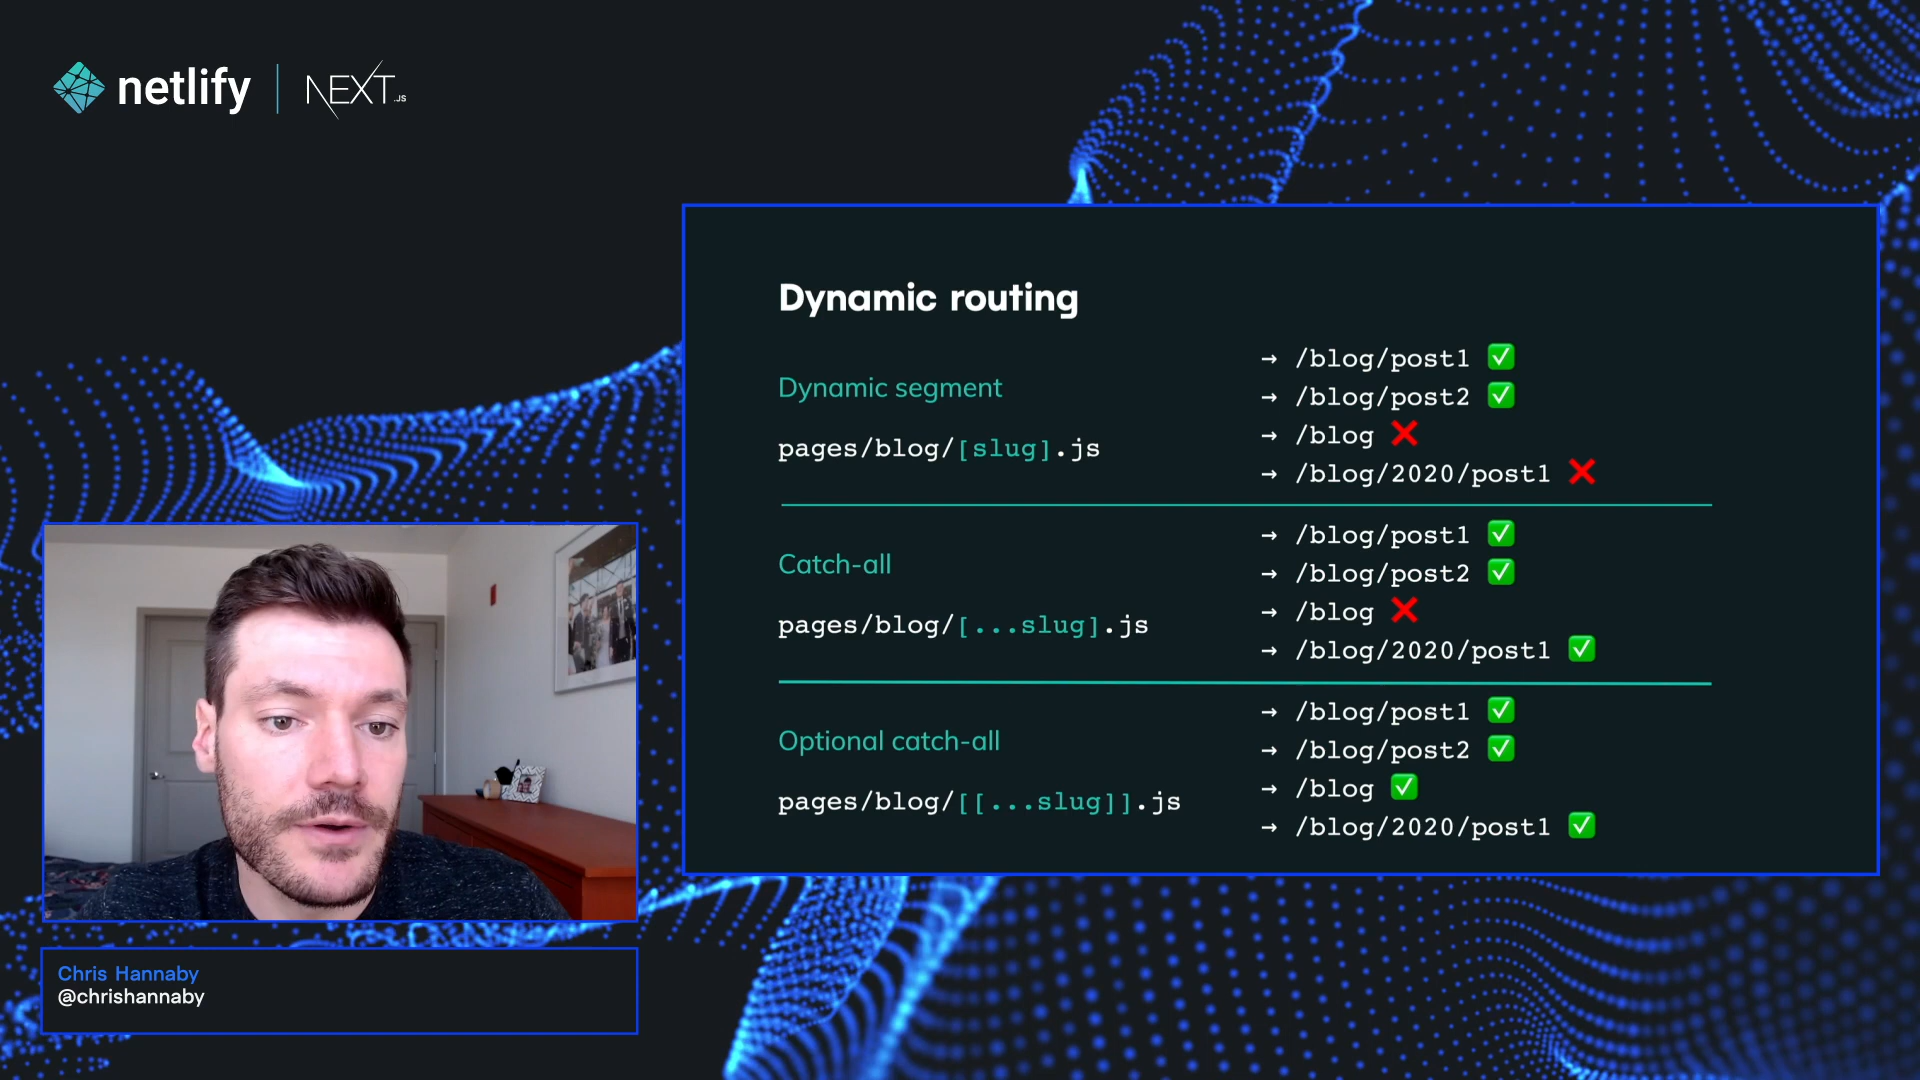 netlify | NEXT.JS
Dynamic routing
Dynamic segment
pages/blog/[slug].js
→ /blog/post1 ✅
→ /blog/post2 ✅
→ /blog ❌
→ /blog/2020/post1 ❌
Catch-all
pages/blog/[...slug].js
→ /blog/post1 ✅
→ /blog/post2 ✅
→ /blog ❌
→ /blog/2020/post1 ✅
Optional catch-all
pages/blog/[[...slug]].js
→ /blog/post1 ✅
→ /blog/post2 ✅
→ /blog ✅
→ /blog/2020/post1 ✅
Chris Hannaby
@chrishannaby